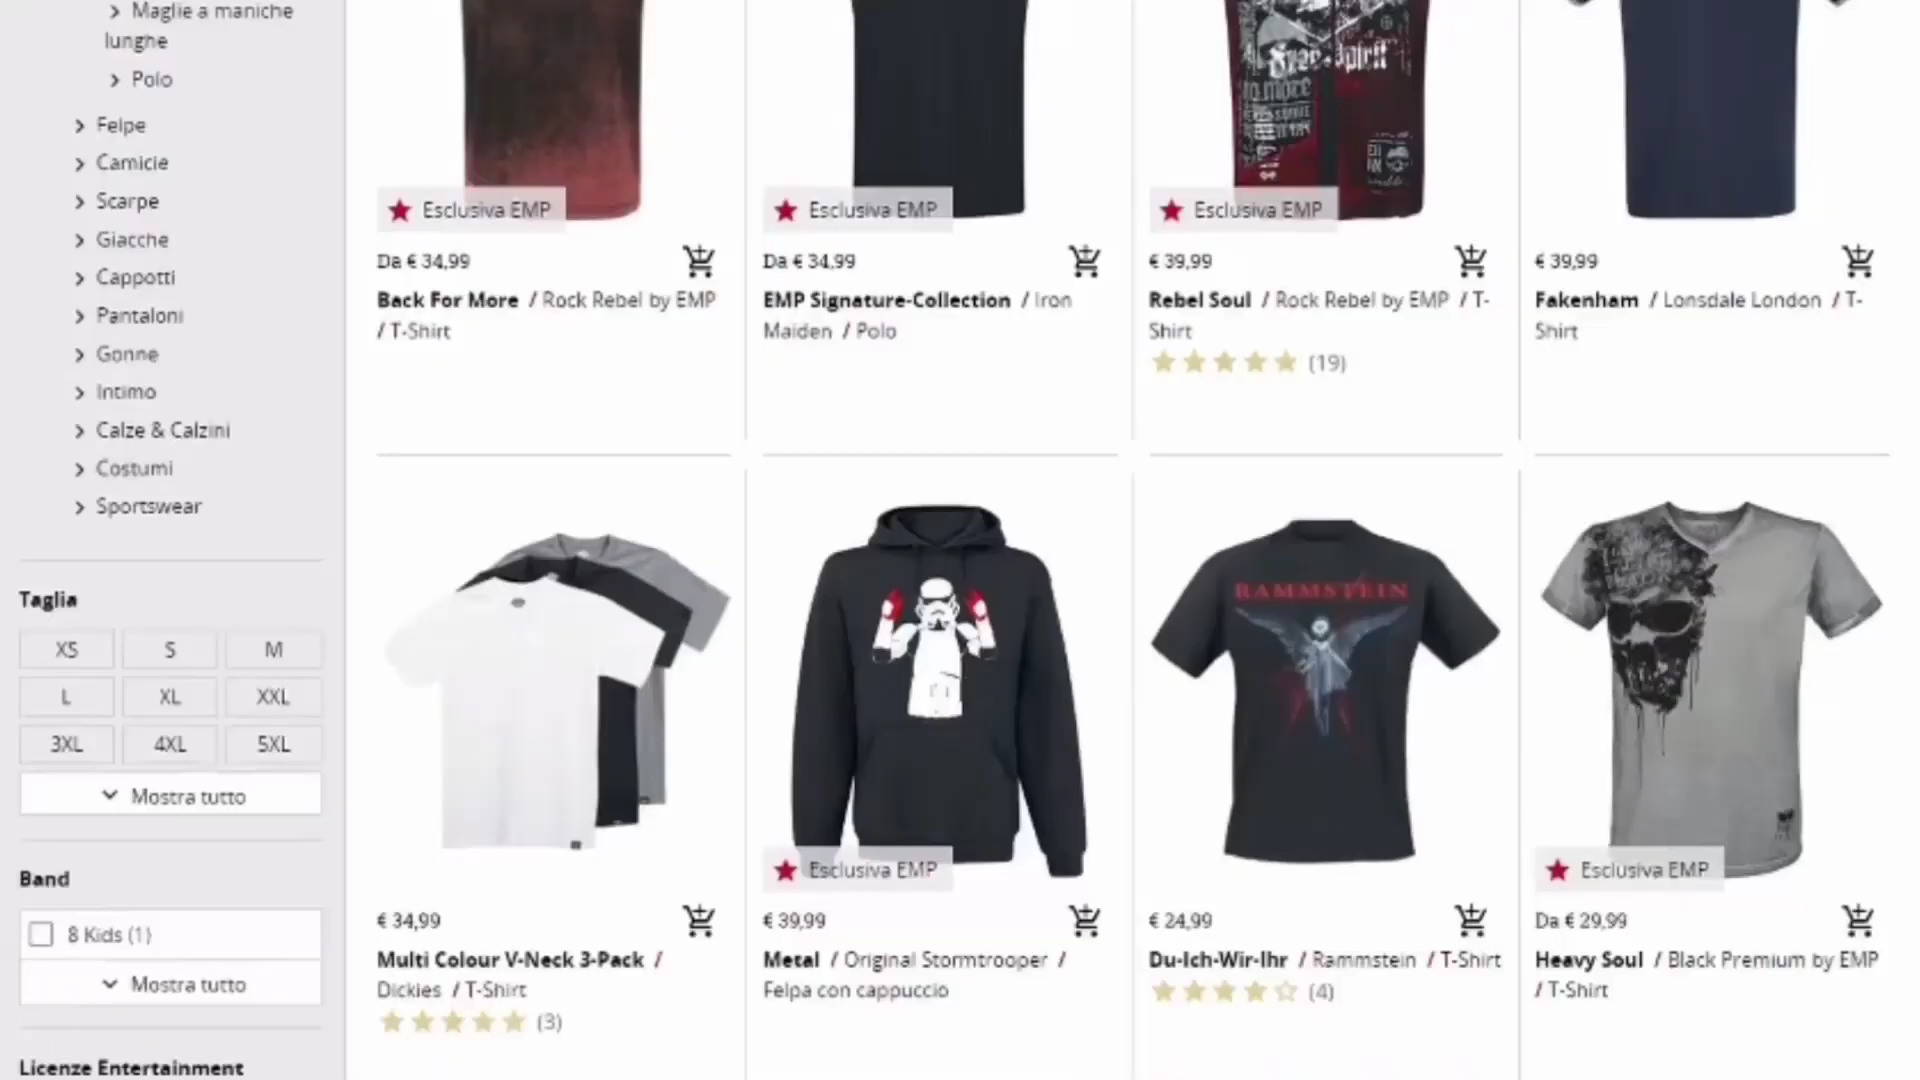 Maglie a maniche
lunghe
Polo
Felpe
Camicie
Scarpe
Giacche
Cappotti
Pantaloni
Gonne
Intimo
Calze & Calzini
Costumi
Sportswear
Taglia
XS S M
L XL XXL
3XL 4XL 5XL
Mostra tutto
Band
8 Kids (1)
Mostra tutto
Licenze Entertainment
Esclusiva EMP
Da € 34,99
Back For More / Rock Rebel by EMP
/ T-Shirt
Esclusiva EMP
Da € 34,99
EMP Signature-Collection / Iron
Maiden / Polo
Esclusiva EMP
€ 39,99
Rebel Soul / Rock Rebel by EMP / T-
Shirt
(19)
€ 39,99
Fakenham / Lonsdale London / T-
Shirt
€ 34,99
Multi Colour V-Neck 3-Pack /
Dickies / T-Shirt
(3)
Esclusiva EMP
€ 39,99
Metal / Original Stormtrooper /
Felpa con cappuccio
RAMMSTEIN
€ 24,99
Du-Ich-Wir-Ihr / Rammstein / T-Shirt
(4)
Esclusiva EMP
Da € 29,99
Heavy Soul / Black Premium by EMP
/ T-Shirt